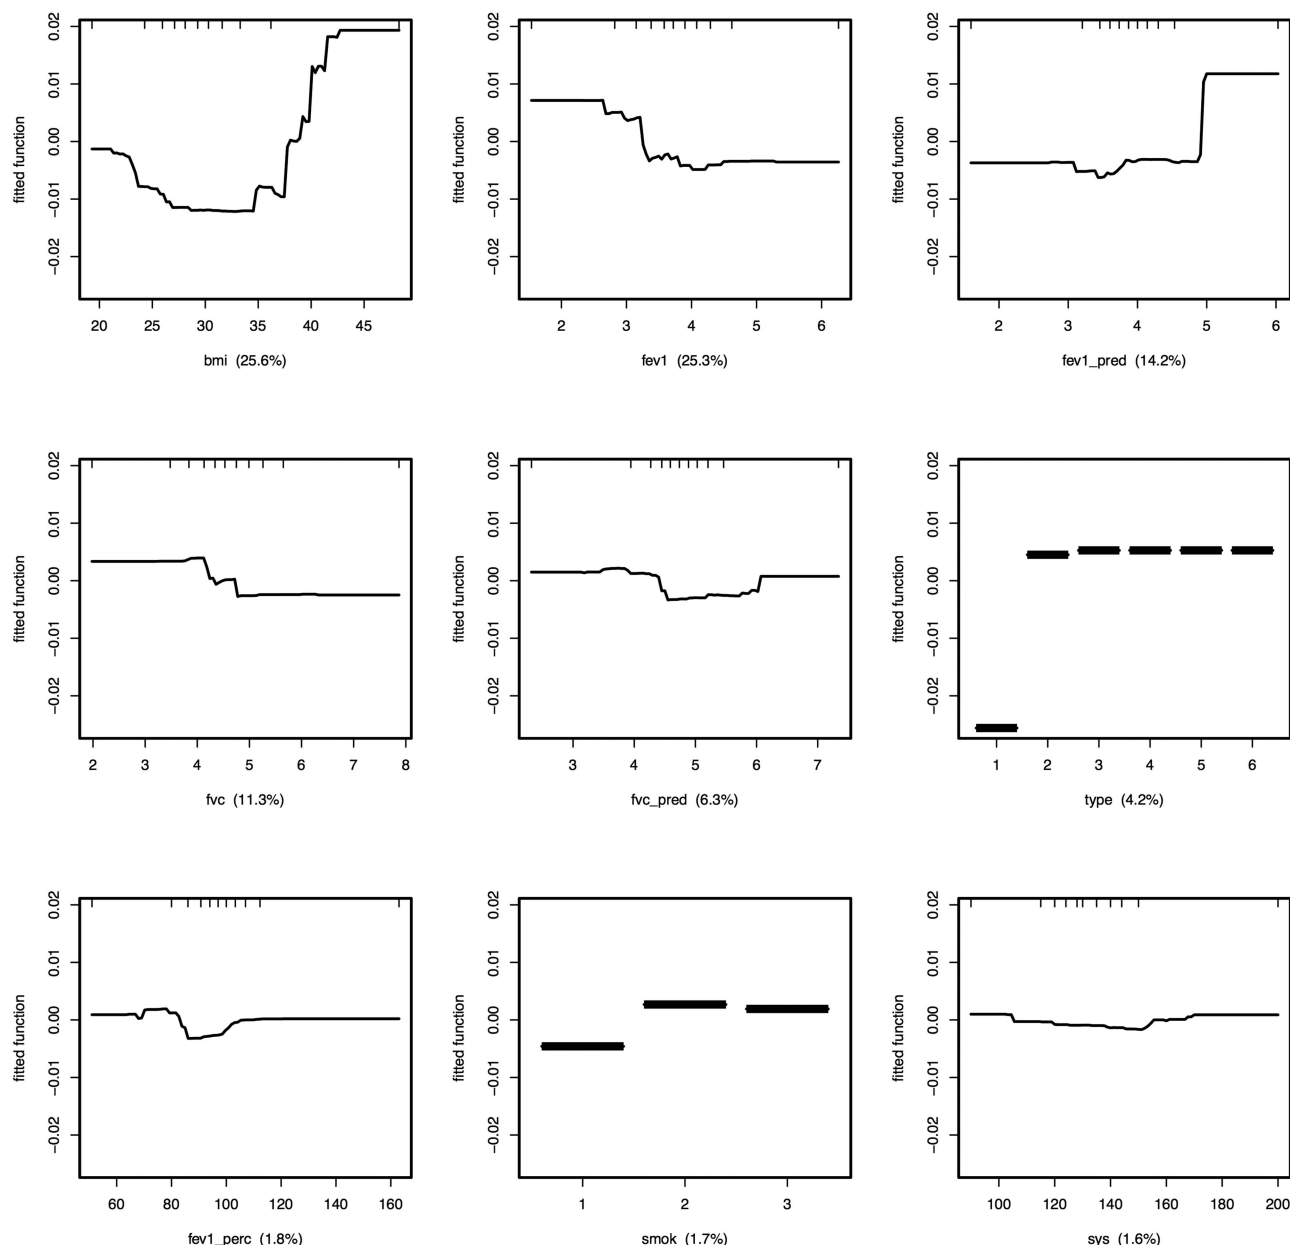 0.02
0.01
0.00
−0.01
−0.02
fitted function
20 25 30 35 40 45
bmi (25.6%)
0.02
0.01
0.00
−0.01
−0.02
fitted function
2 3 4 5 6
fev1 (25.3%)
0.02
0.01
0.00
−0.01
−0.02
fitted function
2 3 4 5 6
fev1_pred (14.2%)
0.02
0.01
0.00
−0.01
−0.02
fitted function
2 3 4 5 6 7 8
fvc (11.3%)
0.02
0.01
0.00
−0.01
−0.02
fitted function
3 4 5 6 7
fvc_pred (6.3%)
0.02
0.01
0.00
−0.01
−0.02
fitted function
1 2 3 4 5 6
type (4.2%)
0.02
0.01
0.00
−0.01
−0.02
fitted function
60 80 100 120 140 160
fev1_perc (1.8%)
0.02
0.01
0.00
−0.01
−0.02
fitted function
1 2 3
smok (1.7%)
0.02
0.01
0.00
−0.01
−0.02
fitted function
100 120 140 160 180 200
sys (1.6%)